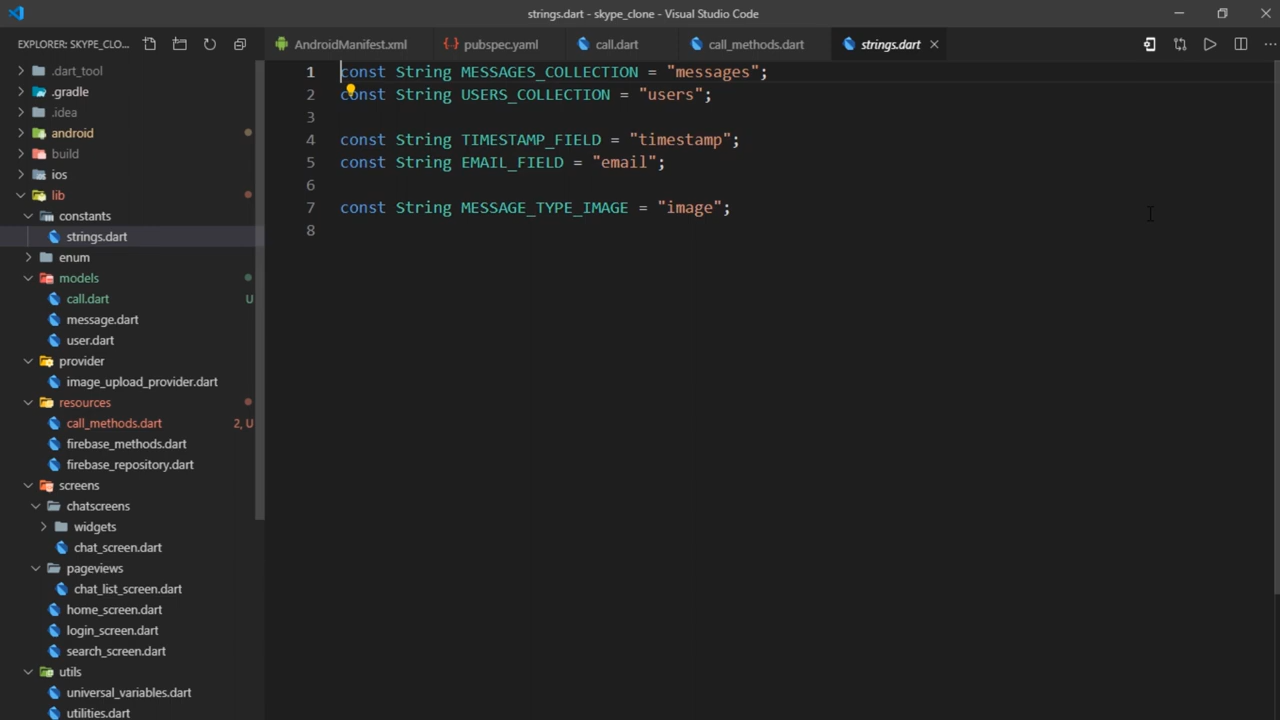 strings.dart - skype_clone - Visual Studio Code
EXPLORER: SKYPE_CLO...
AndroidManifest.xml
pubspec.yaml
call.dart
call_methods.dart
strings.dart
.dart_tool
.gradle
.idea
android
build
ios
lib
constants
strings.dart
enum
models
call.dart U
message.dart
user.dart
provider
image_upload_provider.dart
resources
call_methods.dart 2, U
firebase_methods.dart
firebase_repository.dart
screens
chatscreens
widgets
chat_screen.dart
pageviews
chat_list_screen.dart
home_screen.dart
login_screen.dart
search_screen.dart
utils
universal_variables.dart
utilities.dart
1 const String MESSAGES_COLLECTION = "messages";
2 const String USERS_COLLECTION = "users";
3
4 const String TIMESTAMP_FIELD = "timestamp";
5 const String EMAIL_FIELD = "email";
6
7 const String MESSAGE_TYPE_IMAGE = "image";
8